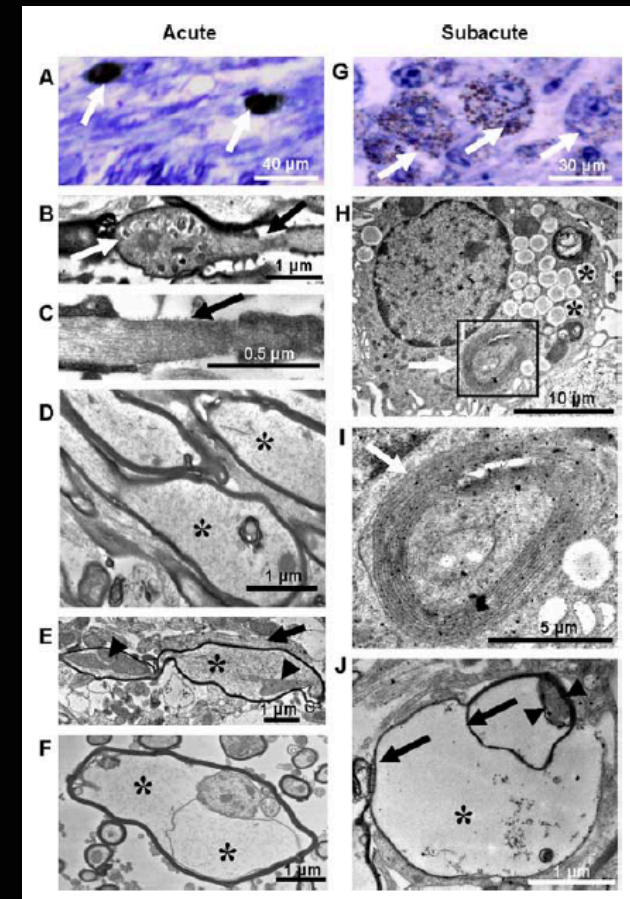 Acute
Subacute
A
40 µm
G
30 µm
B
1 µm
H
10 µm
C
0.5 µm
D
1 µm
I
5 µm
E
1 µm
J
1 µm
F
1 µm